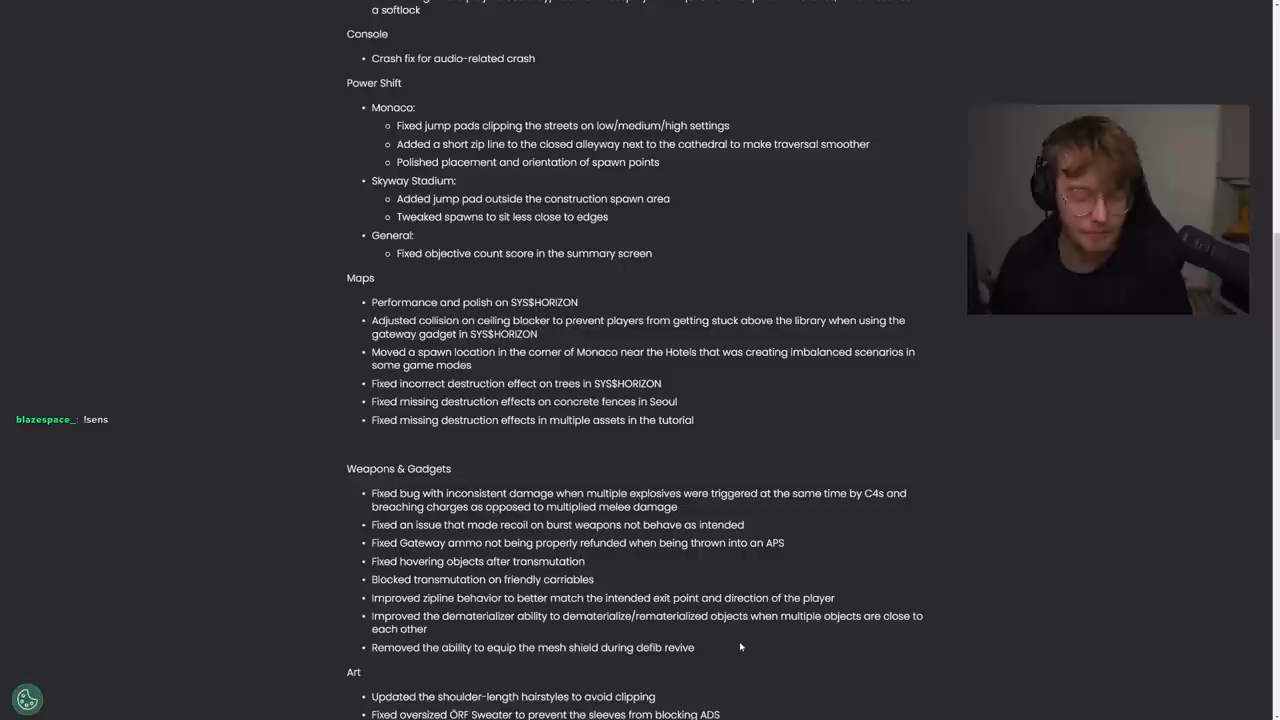 a softlock
Console
• Crash fix for audio-related crash
Power Shift
• Monaco:
○ Fixed jump pads clipping the streets on low/medium/high settings
○ Added a short zip line to the closed alleyway next to the cathedral to make traversal smoother
○ Polished placement and orientation of spawn points
• Skyway Stadium:
○ Added jump pad outside the construction spawn area
○ Tweaked spawns to sit less close to edges
• General:
○ Fixed objective count score in the summary screen
Maps
• Performance and polish on SYS$HORIZON
• Adjusted collision on ceiling blocker to prevent players from getting stuck above the library when using the
gateway gadget in SYS$HORIZON
• Moved a spawn location in the corner of Monaco near the Hotels that was creating imbalanced scenarios in
some game modes
• Fixed incorrect destruction effect on trees in SYS$HORIZON
• Fixed missing destruction effects on concrete fences in Seoul
• Fixed missing destruction effects in multiple assets in the tutorial
blazespace_: !sens
Weapons & Gadgets
• Fixed bug with inconsistent damage when multiple explosives were triggered at the same time by C4s and
breaching charges as opposed to multiplied melee damage
• Fixed an issue that made recoil on burst weapons not behave as intended
• Fixed Gateway ammo not being properly refunded when being thrown into an APS
• Fixed hovering objects after transmutation
• Blocked transmutation on friendly carriables
• Improved zipline behavior to better match the intended exit point and direction of the player
• Improved the dematerializer ability to dematerialize/rematerialized objects when multiple objects are close to
each other
• Removed the ability to equip the mesh shield during defib revive
Art
• Updated the shoulder-length hairstyles to avoid clipping
• Fixed oversized ÖRF Sweater to prevent the sleeves from blocking ADS